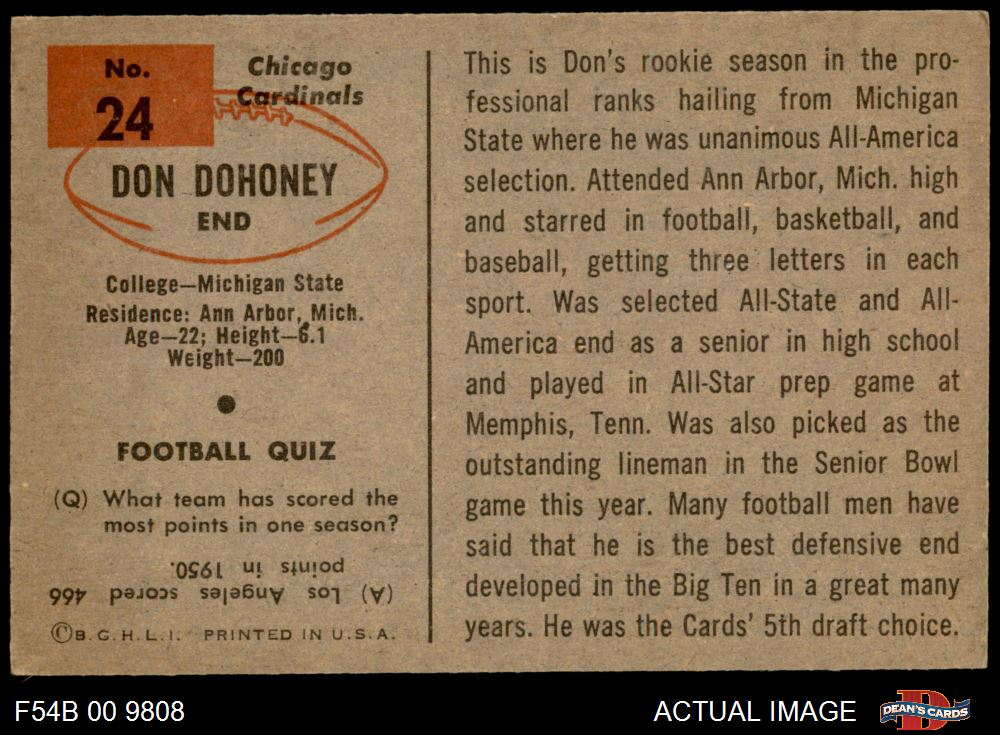 No.
24
Chicago
Cardinals
DON DOHONEY
END
College—Michigan State
Residence: Ann Arbor, Mich.
Age—22; Height—6.1
Weight—200
FOOTBALL QUIZ
(Q) What team has scored the
most points in one season?
(A) Los Angeles scored 466
points in 1950.
©B.G.H.L.I. PRINTED IN U.S.A.
This is Don's rookie season in the pro-
fessional ranks hailing from Michigan
State where he was unanimous All-America
selection. Attended Ann Arbor, Mich. high
and starred in football, basketball, and
baseball, getting three letters in each
sport. Was selected All-State and All-
America end as a senior in high school
and played in All-Star prep game at
Memphis, Tenn. Was also picked as the
outstanding lineman in the Senior Bowl
game this year. Many football men have
said that he is the best defensive end
developed in the Big Ten in a great many
years. He was the Cards' 5th draft choice.
F54B 00 9808
ACTUAL IMAGE
D
DEAN'S CARDS